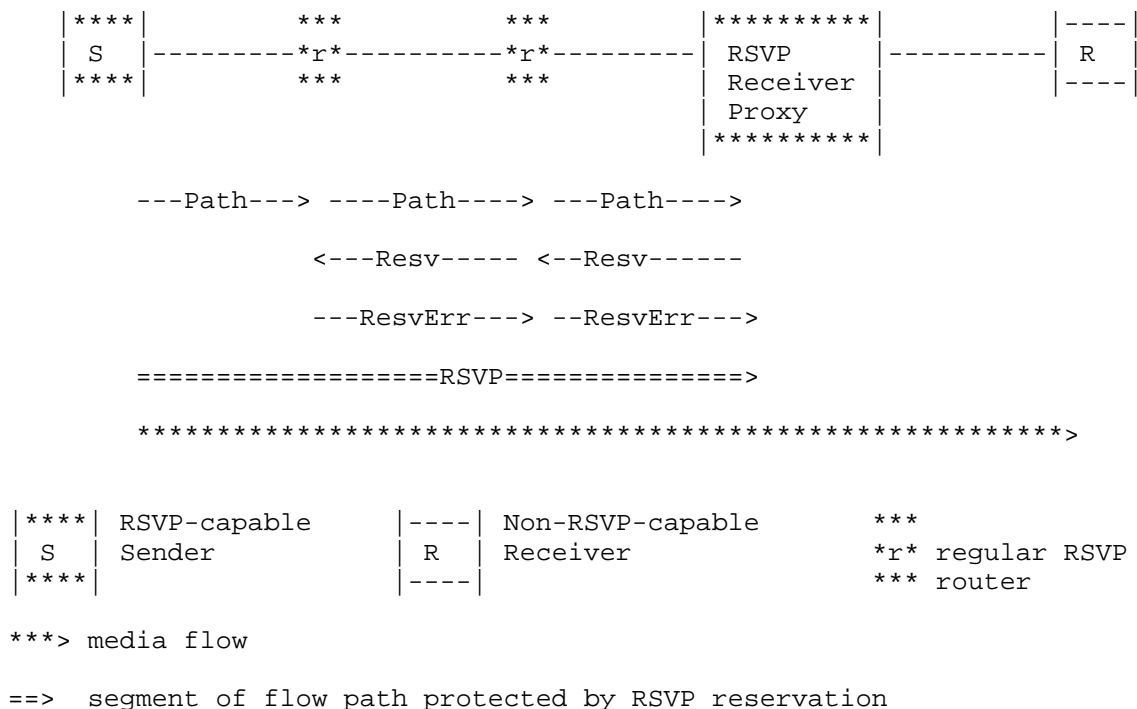 |****|          ***          ***          |**********|           |----|
| S  |---------*r*----------*r*---------| RSVP     |----------| R  |
|****|          ***          ***          | Receiver |           |----|
| Proxy    |
|**********|
---Path---> ----Path----> ---Path---->
<---Resv----- <--Resv------
---ResvErr---> --ResvErr--->
===================RSVP===============>
**********************************************************>
|****| RSVP-capable     |----| Non-RSVP-capable       ***
| S  | Sender           | R  | Receiver              *r* regular RSVP
|****|                  |----|                       *** router
***> media flow
==>  segment of flow path protected by RSVP reservation